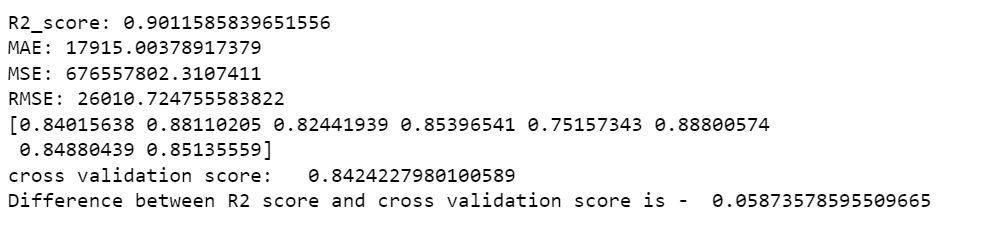 R2_score: 0.9011585839651556
MAE: 17915.00378917379
MSE: 676557802.3107411
RMSE: 26010.724755583822
[0.84015638 0.88110205 0.82441939 0.85396541 0.75157343 0.88800574
 0.84880439 0.85135559]
cross validation score:   0.8424227980100589
Difference between R2 score and cross validation score is -  0.05873578595509665